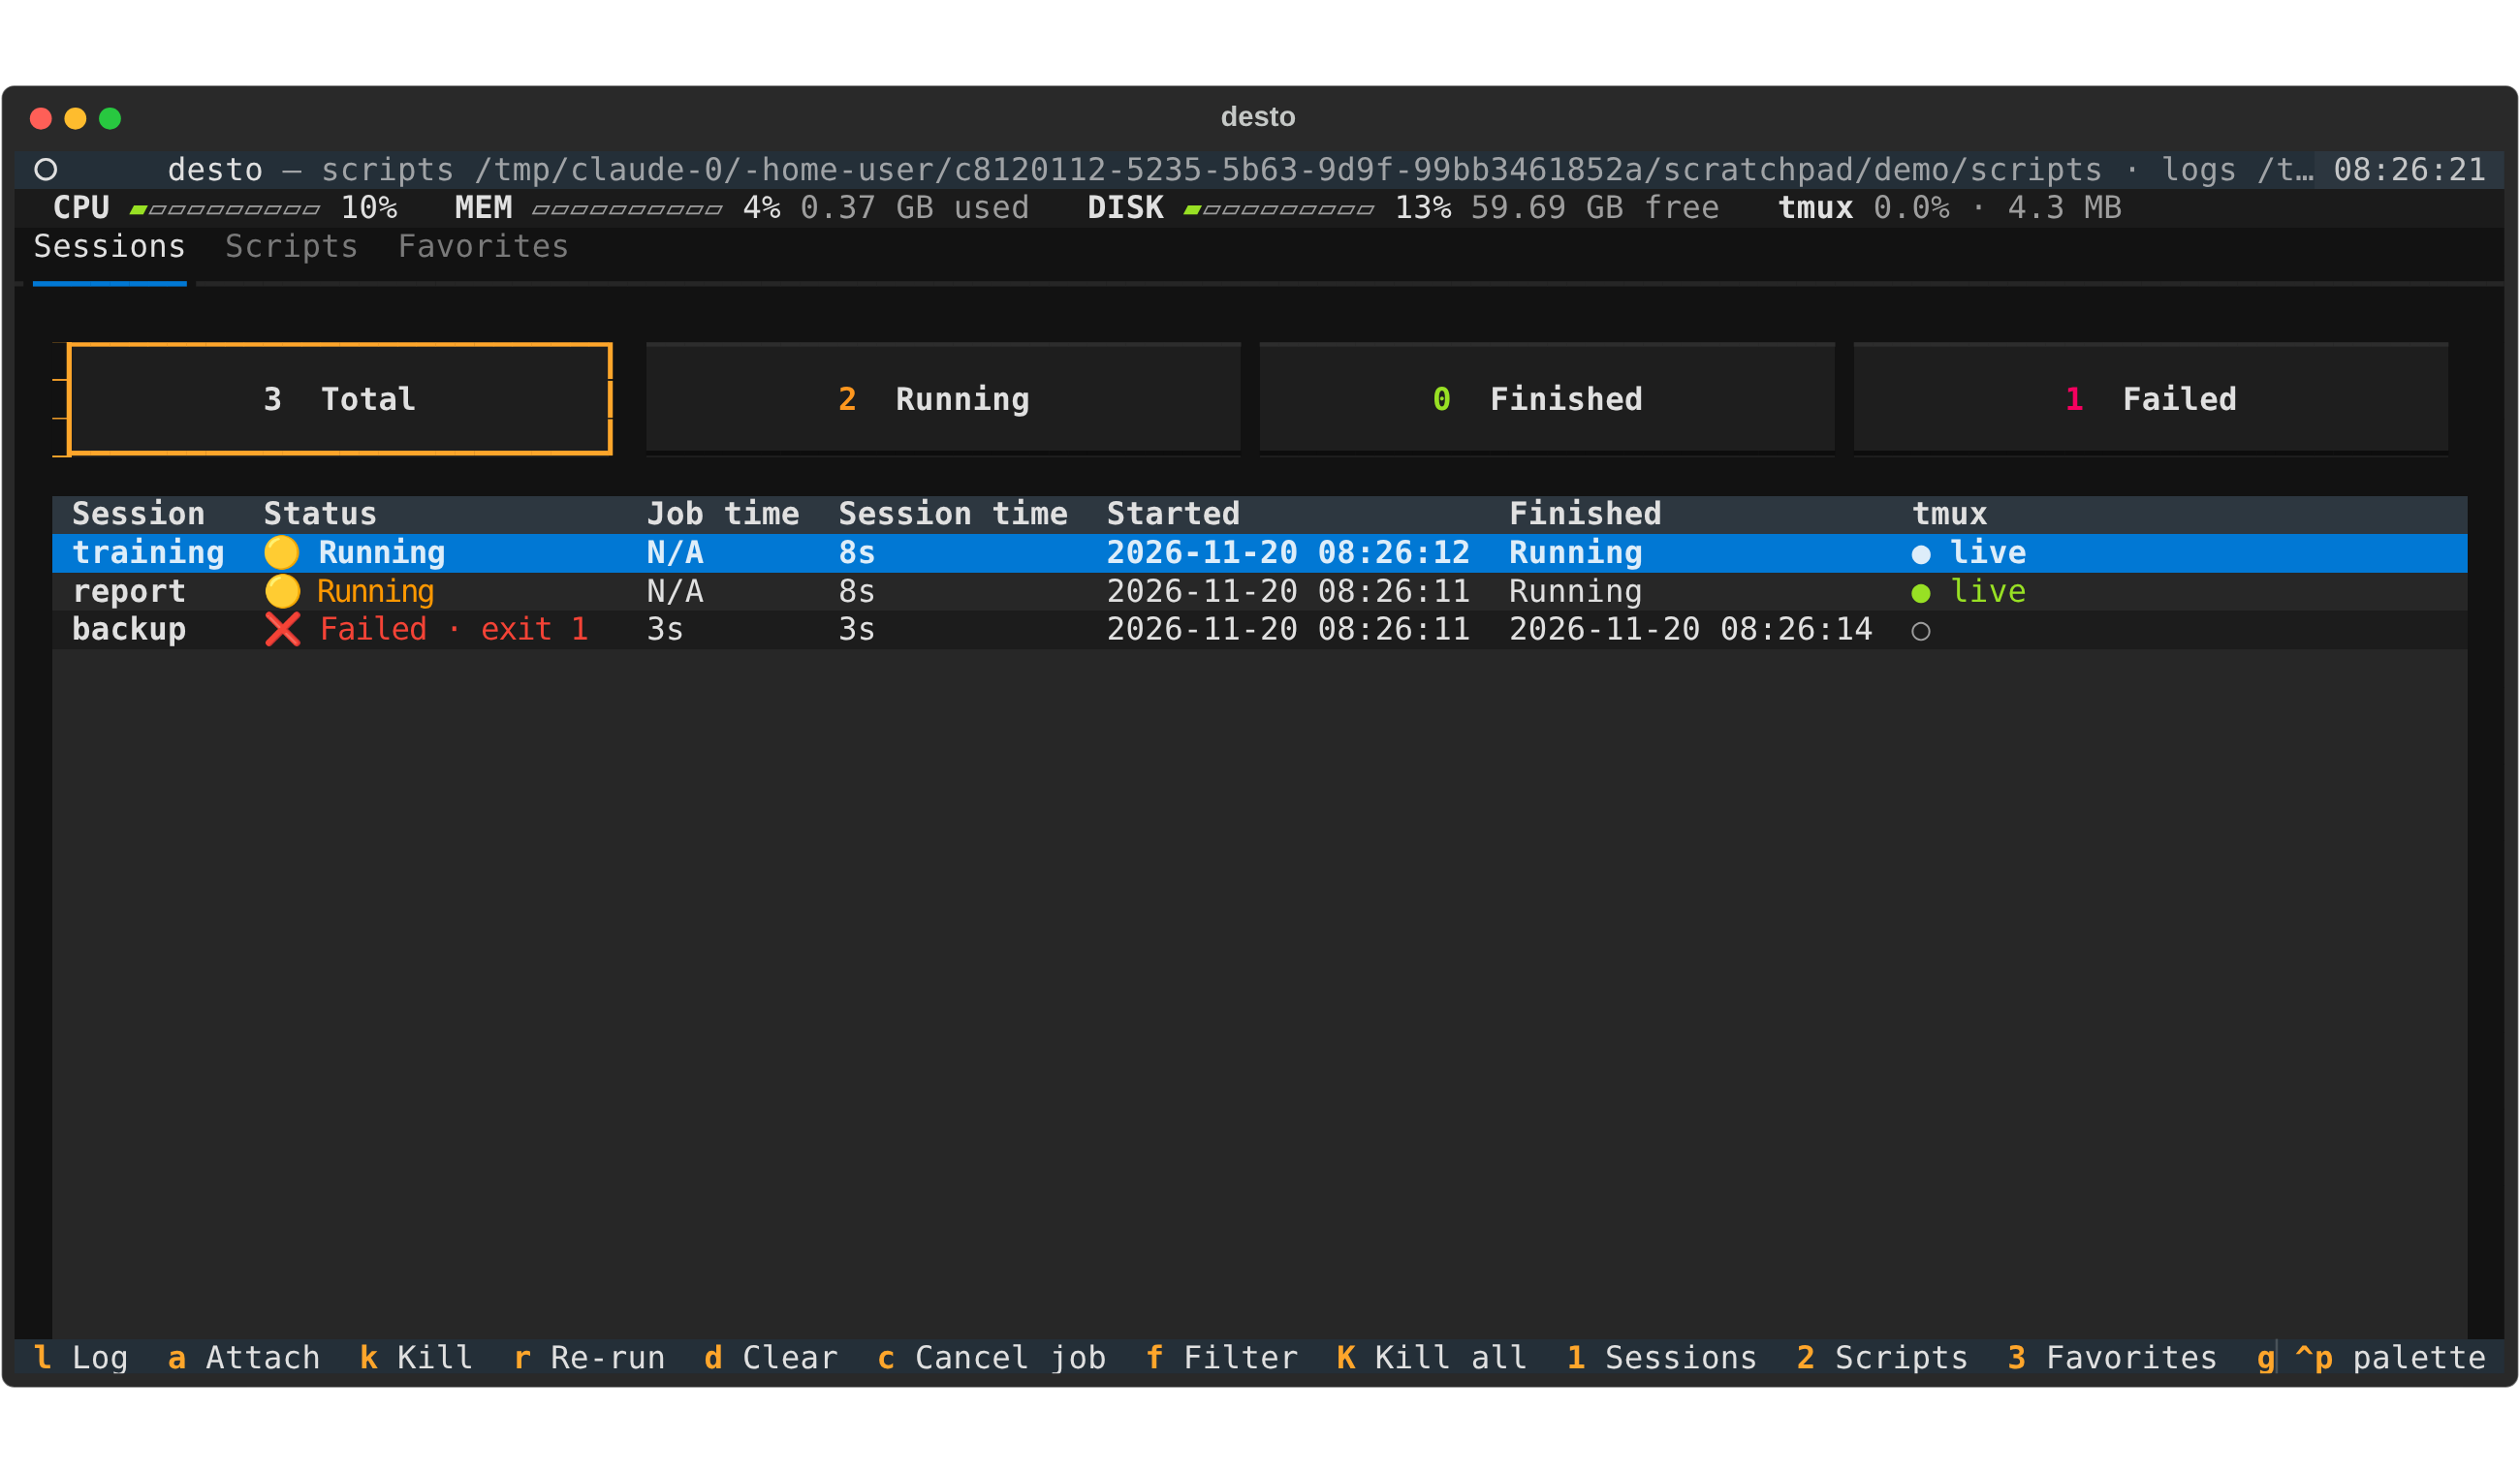 desto
desto — scripts /tmp/claude-0/-home-user/c8120112-5235-5b63-9d9f-99bb3461852a/scratchpad/demo/scripts · logs /t… 08:26:21
CPU ▰▱▱▱▱▱▱▱▱▱ 10% MEM ▱▱▱▱▱▱▱▱▱▱ 4% 0.37 GB used DISK ▰▱▱▱▱▱▱▱▱▱ 13% 59.69 GB free tmux 0.0% · 4.3 MB
Sessions Scripts Favorites
3 Total 2 Running 0 Finished 1 Failed
Session Status Job time Session time Started Finished tmux
training 🟡 Running N/A 8s 2026-11-20 08:26:12 Running ● live
report 🟡 Running N/A 8s 2026-11-20 08:26:11 Running ● live
backup ❌ Failed · exit 1 3s 3s 2026-11-20 08:26:11 2026-11-20 08:26:14 ○
l Log a Attach k Kill r Re-run d Clear c Cancel job f Filter K Kill all 1 Sessions 2 Scripts 3 Favorites g ^p palette